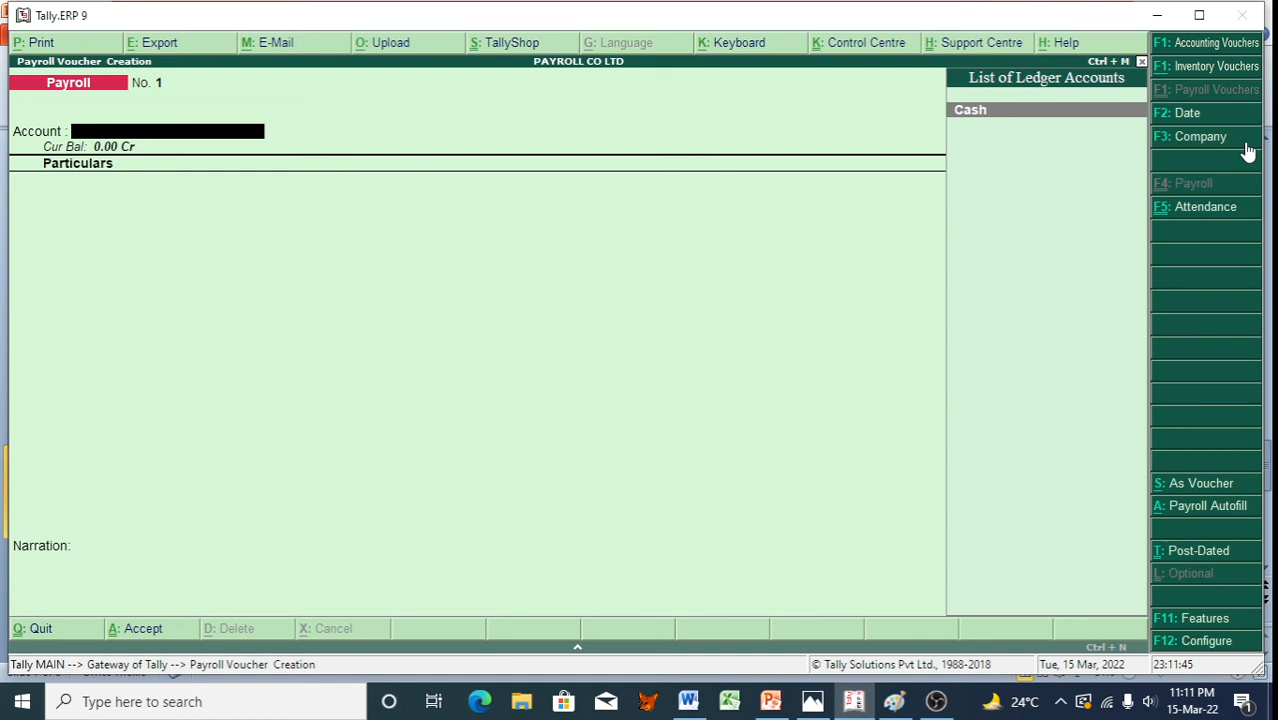 Tally.ERP 9
P: Print
E: Export
M: E-Mail
O: Upload
S: TallyShop
G: Language
K: Keyboard
K: Control Centre
H: Support Centre
H: Help
Payroll Voucher Creation
PAYROLL CO LTD
Ctrl + M
Payroll No. 1
Account :
Cur Bal: 0.00 Cr
Particulars
Narration:
List of Ledger Accounts
Cash
F1: Accounting Vouchers
F1: Inventory Vouchers
F1: Payroll Vouchers
F2: Date
F3: Company
F4: Payroll
F5: Attendance
S: As Voucher
A: Payroll Autofill
T: Post-Dated
L: Optional
F11: Features
F12: Configure
Q: Quit
A: Accept
D: Delete
X: Cancel
Ctrl + N
Tally MAIN --> Gateway of Tally --> Payroll Voucher Creation
© Tally Solutions Pvt Ltd., 1988-2018
Tue, 15 Mar, 2022
23:11:45
Type here to search
24°C
11:11 PM
15-Mar-22
1